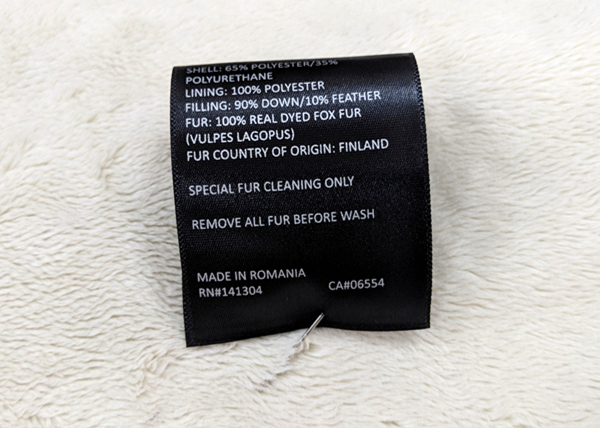 SHELL: 65% POLYESTER/35%
POLYURETHANE
LINING: 100% POLYESTER
FILLING: 90% DOWN/10% FEATHER
FUR: 100% REAL DYED FOX FUR
(VULPES LAGOPUS)
FUR COUNTRY OF ORIGIN: FINLAND
SPECIAL FUR CLEANING ONLY
REMOVE ALL FUR BEFORE WASH
MADE IN ROMANIA
RN#141304 CA#06554